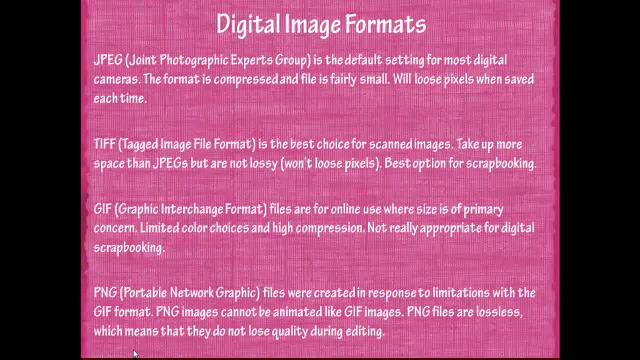 Digital Image Formats
JPEG (Joint Photographic Experts Group) is the default setting for most digital
cameras. The format is compressed and file is fairly small. Will loose pixels when saved
each time.
TIFF (Tagged Image File Format) is the best choice for scanned images. Take up more
space than JPEGs but are not lossy (won't loose pixels). Best option for scrapbooking.
GIF (Graphic Interchange Format) files are for online use where size is of primary
concern. Limited color choices and high compression. Not really appropriate for digital
scrapbooking.
PNG (Portable Network Graphic) files were created in response to limitations with the
GIF format. PNG images cannot be animated like GIF images. PNG files are lossless,
which means that they do not lose quality during editing.